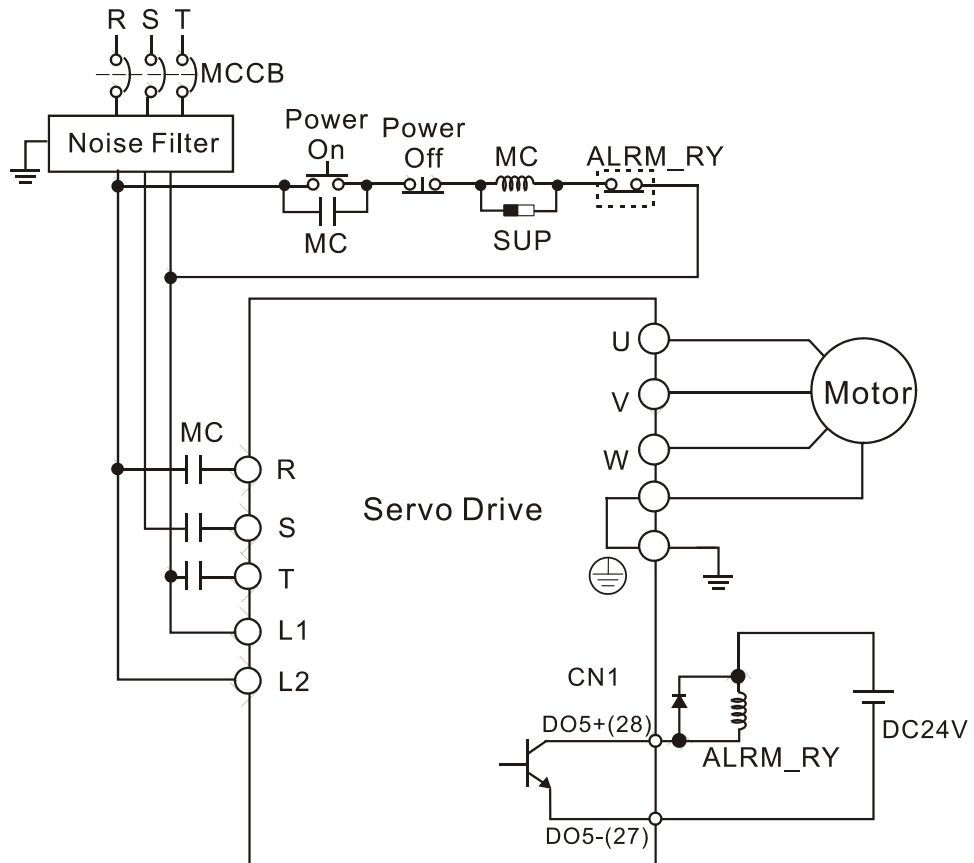 R S T
MCCB
Noise Filter
Power
On
Power
Off
MC
ALRM_RY
MC
SUP
U
V
W
Motor
MC
R
S
T
L1
L2
Servo Drive
CN1
DO5+(28)
DO5-(27)
ALRM_RY
DC24V